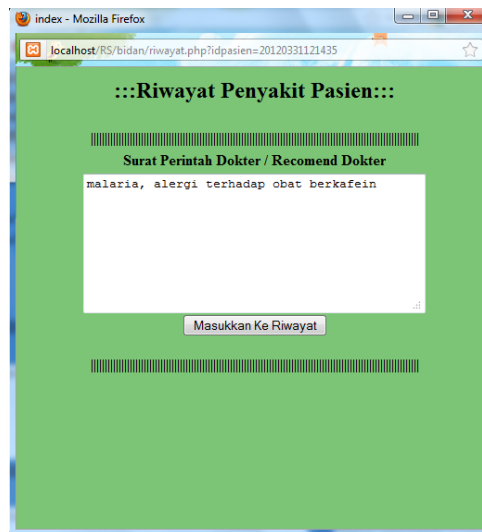 index - Mozilla Firefox
localhost/RS/bidan/riwayat.php?idpasien=20120331121435
:::Riwayat Penyakit Pasien:::
Surat Perintah Dokter / Recomend Dokter
malaria, alergi terhadap obat berkafein
Masukkan Ke Riwayat